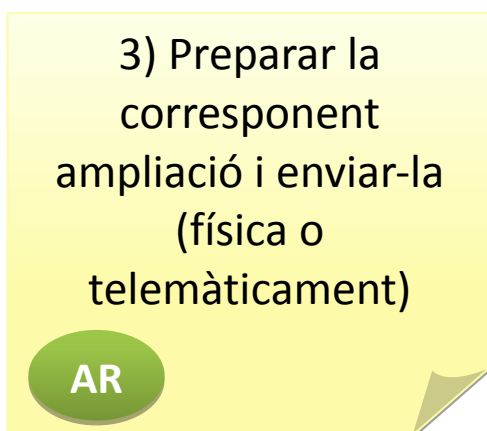 3) Preparar la
corresponent
ampliació i enviar-la
(física o
telemàticament)
AR